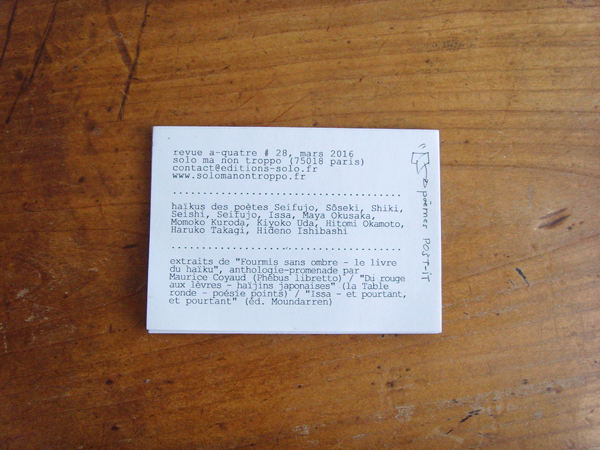 revue a-quatre # 28, mars 2016
solo ma non troppo (75018 paris)
contact@editions-solo.fr
www.solomanontroppo.fr
haïkus des poètes Seifujo, Sôseki, Shiki,
Seishi, Seifujo, Issa, Maya Okusaka,
Momoko Kuroda, Kiyoko Uda, Hitomi Okamoto,
Haruko Takagi, Hideno Ishibashi
extraits de "Fourmis sans ombre - le livre
du haïku", anthologie-promenade par
Maurice Coyaud (Phébus libretto) / "Du rouge
aux lèvres - haïjins japonaises" (la Table
ronde - poésie points) / "Issa - et pourtant,
et pourtant" (éd. Moundarren)
poèmes POST-iT